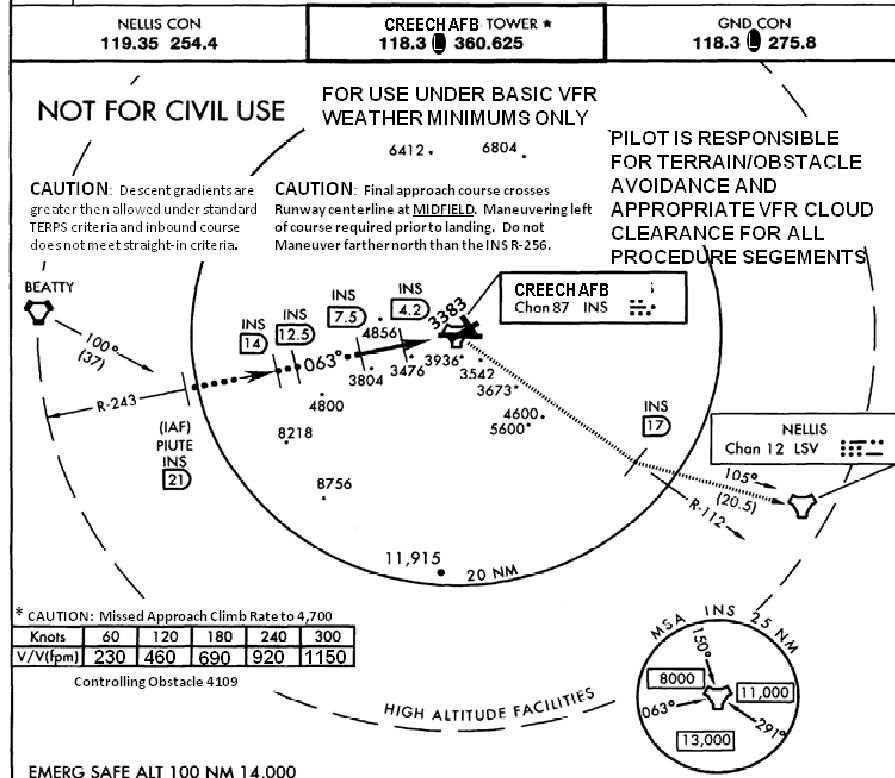 NELLIS CON
119.35 254.4
CREECH AFB TOWER ★
118.3 360.625
GND CON
118.3 275.8
NOT FOR CIVIL USE
FOR USE UNDER BASIC VFR
WEATHER MINIMUMS ONLY
PILOT IS RESPONSIBLE
FOR TERRAIN/OBSTACLE
AVOIDANCE AND
APPROPRIATE VFR CLOUD
CLEARANCE FOR ALL
PROCEDURE SEGEMENTS
6412
6804
CAUTION: Descent gradients are
greater then allowed under standard
TERPS criteria and inbound course
does not meet straight-in criteria.
CAUTION: Final approach course crosses
Runway centerline at MIDFIELD. Maneuvering left
of course required prior to landing. Do not
Maneuver farther north than the INS R-256.
BEATTY
100°
(37)
R-243
(IAF)
PIUTE
INS
21
INS
14
INS
12.5
INS
7.5
INS
4.2
063°
4856
3383
CREECH AFB
Chan 87 INS
3804
3476
3936
3542
3673
4800
4600
5600
8218
8756
INS
17
NELLIS
Chan 12 LSV
105°
(20.5)
R-112
11,915
20 NM
* CAUTION: Missed Approach Climb Rate to 4,700
Knots 60 120 180 240 300
V/V(fpm) 230 460 690 920 1150
Controlling Obstacle 4109
HIGH ALTITUDE FACILITIES
MSA INS 25 NM
150°
8000
11,000
063°
291°
13,000
EMERG SAFE ALT 100 NM 14,000